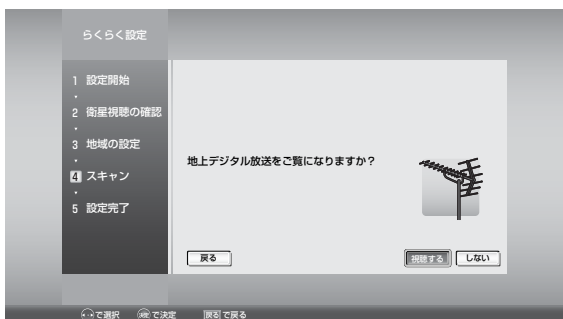 らくらく設定
1 設定開始
2 衛星視聴の確認
3 地域の設定
4 スキャン
5 設定完了
地上デジタル放送をご覧になりますか？
戻る
視聴する しない
で選択 で決定 戻る で戻る